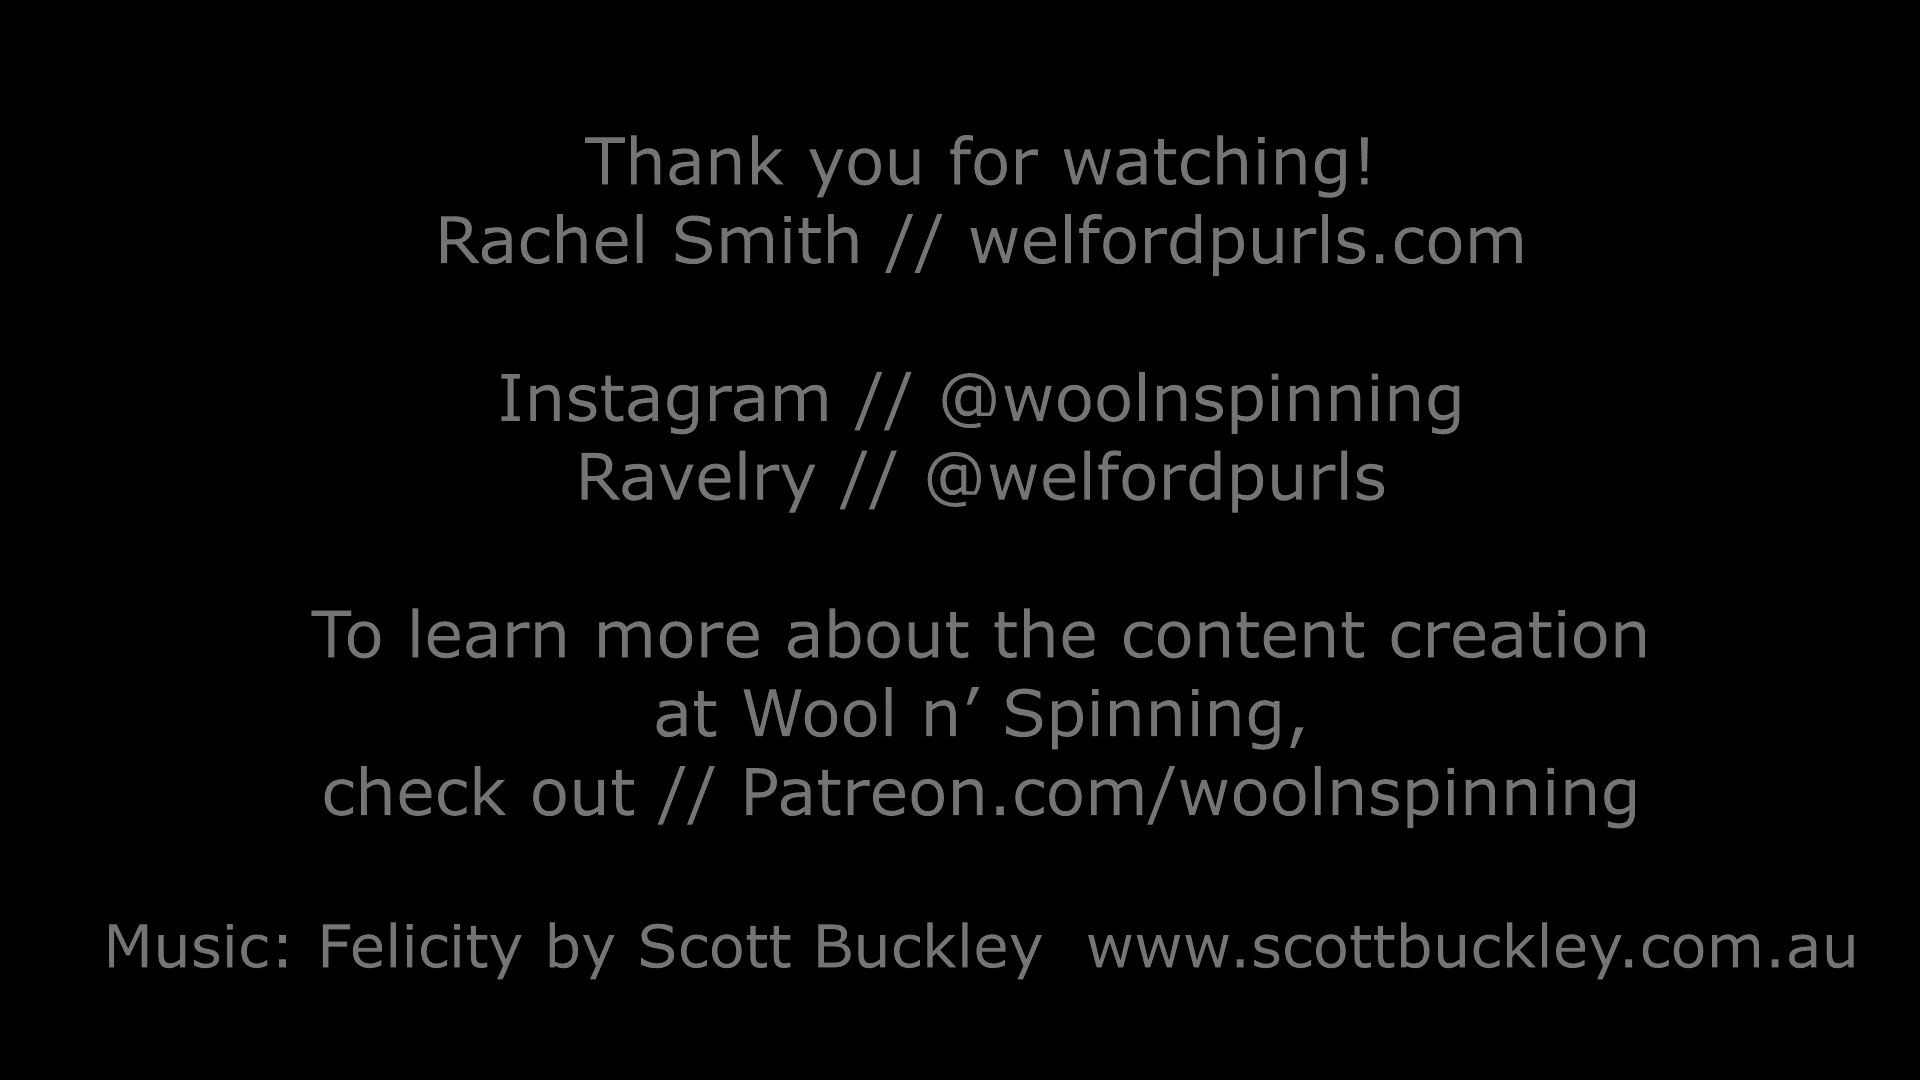 Thank you for watching!
Rachel Smith // welfordpurls.com
Instagram // @woolnspinning
Ravelry // @welfordpurls
To learn more about the content creation
at Wool n’ Spinning,
check out // Patreon.com/woolnspinning
Music: Felicity by Scott Buckley  www.scottbuckley.com.au